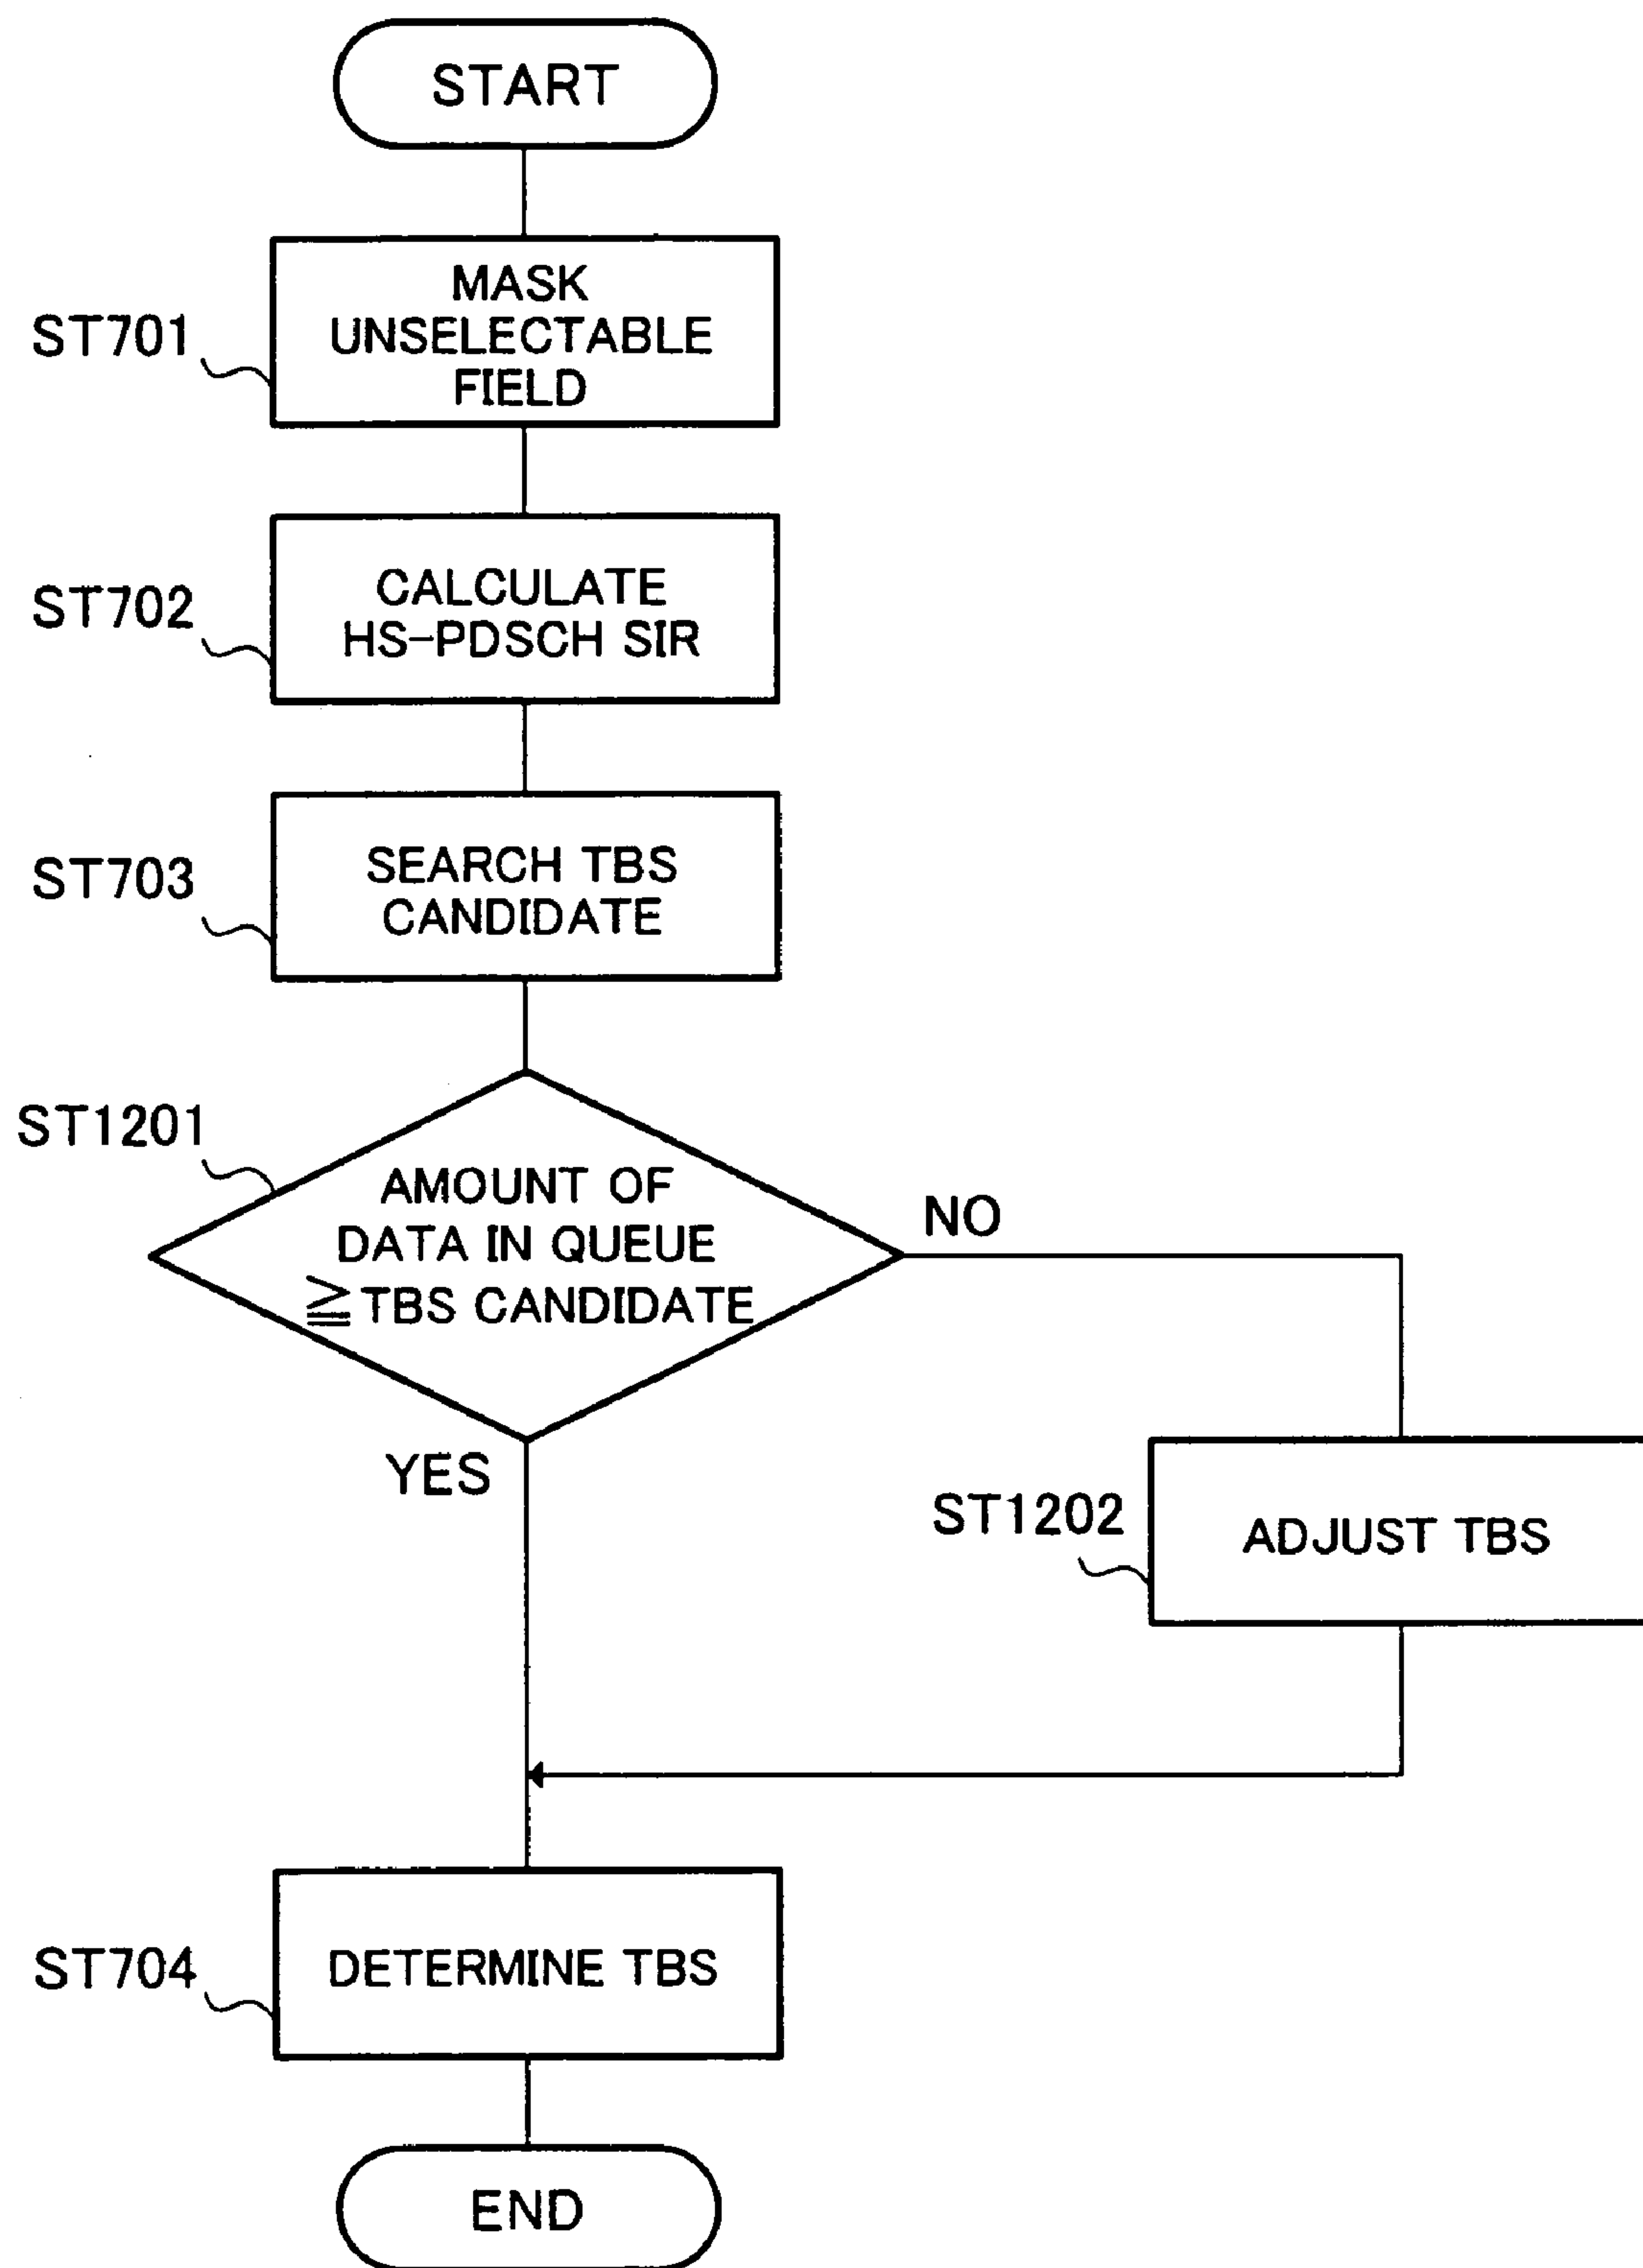 START
ST701
MASK
UNSELECTABLE
FIELD
ST702
CALCULATE
HS-PDSCH SIR
ST703
SEARCH TBS
CANDIDATE
ST1201
AMOUNT OF
DATA IN QUEUE
≧TBS CANDIDATE
NO
YES
ST1202
ADJUST TBS
ST704
DETERMINE TBS
END